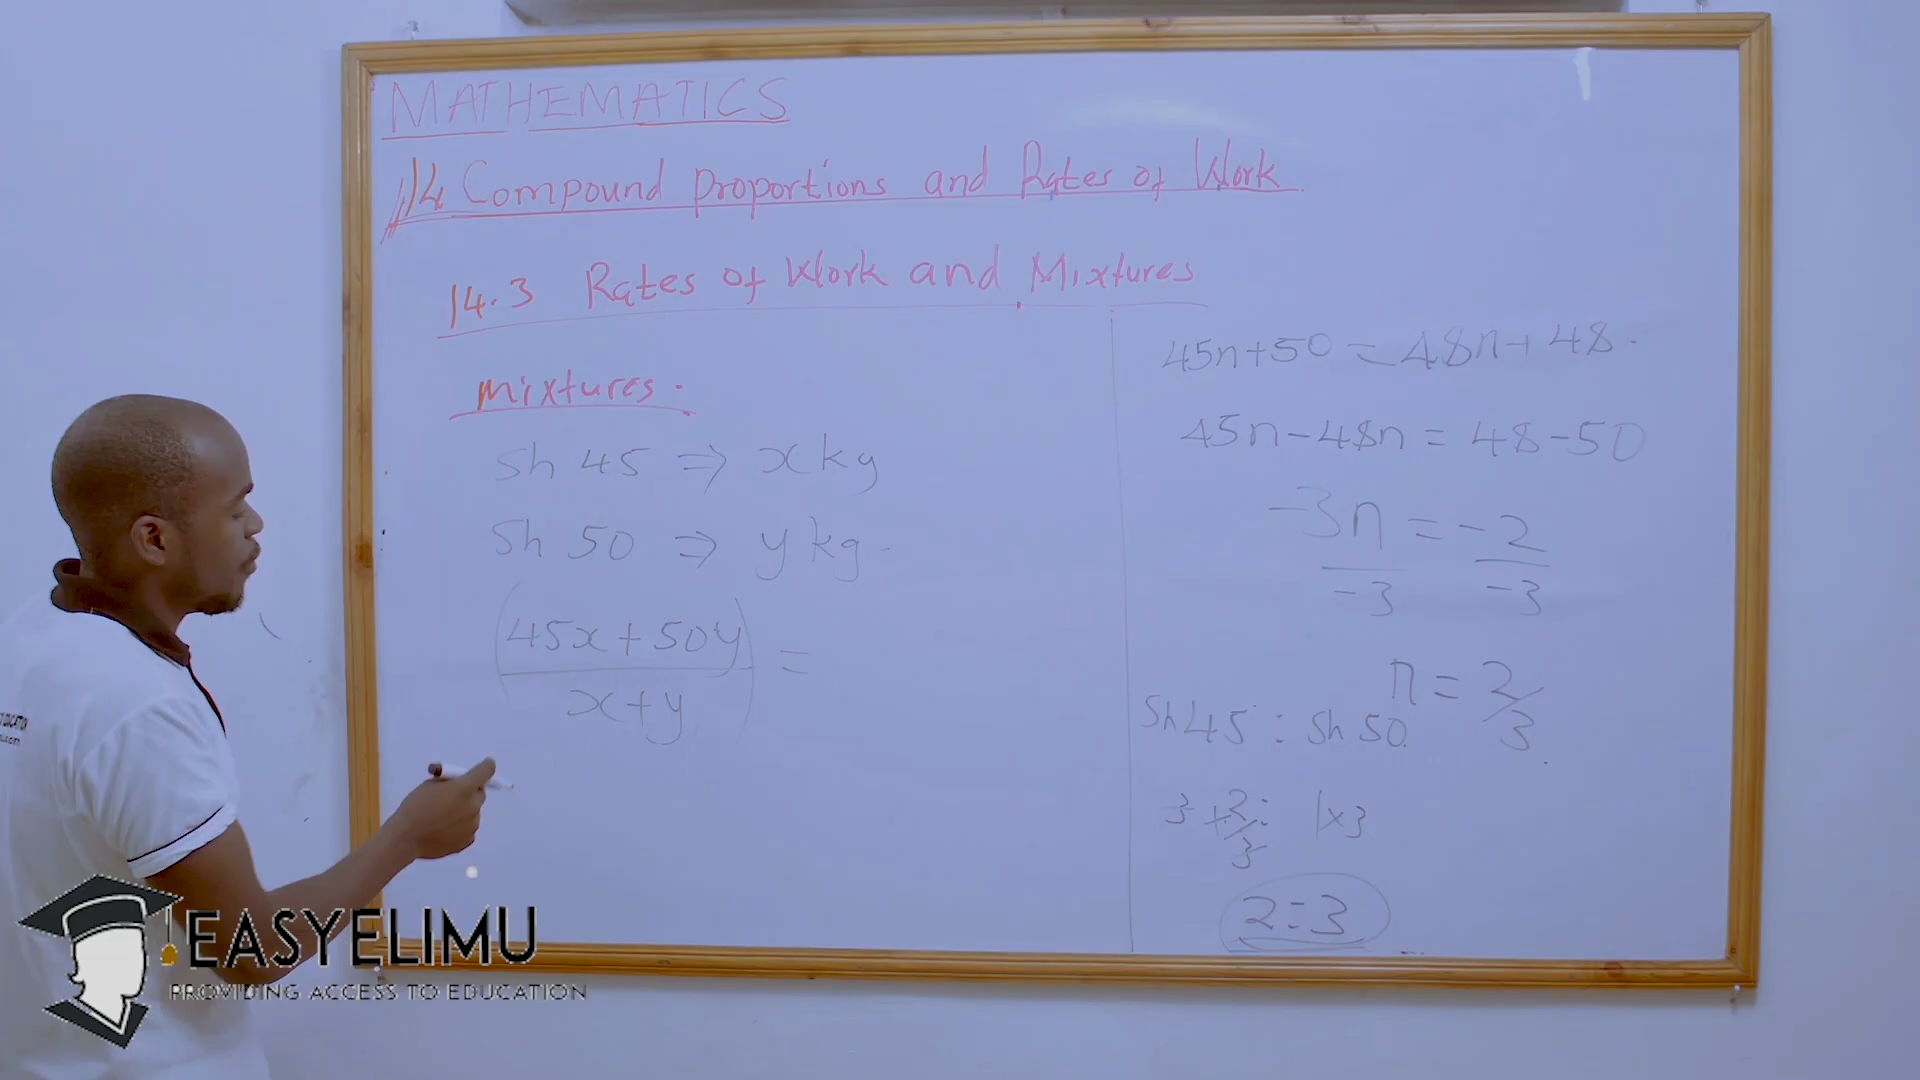 MATHEMATICS
14 Compound Proportions and Rates of Work
14.3 Rates of Work and Mixtures
Mixtures.
Sh 45 ⇒ x kg
Sh 50 ⇒ y kg.
(45x + 50y) =
x + y
45n + 50 = 48n + 48.
45n - 48n = 48 - 50
-3n = -2
-3 -3
n = 2/3
Sh 45 : Sh 50
3 × 2/3 : 1 × 3
2 : 3
EASYELIMU
PROVIDING ACCESS TO EDUCATION